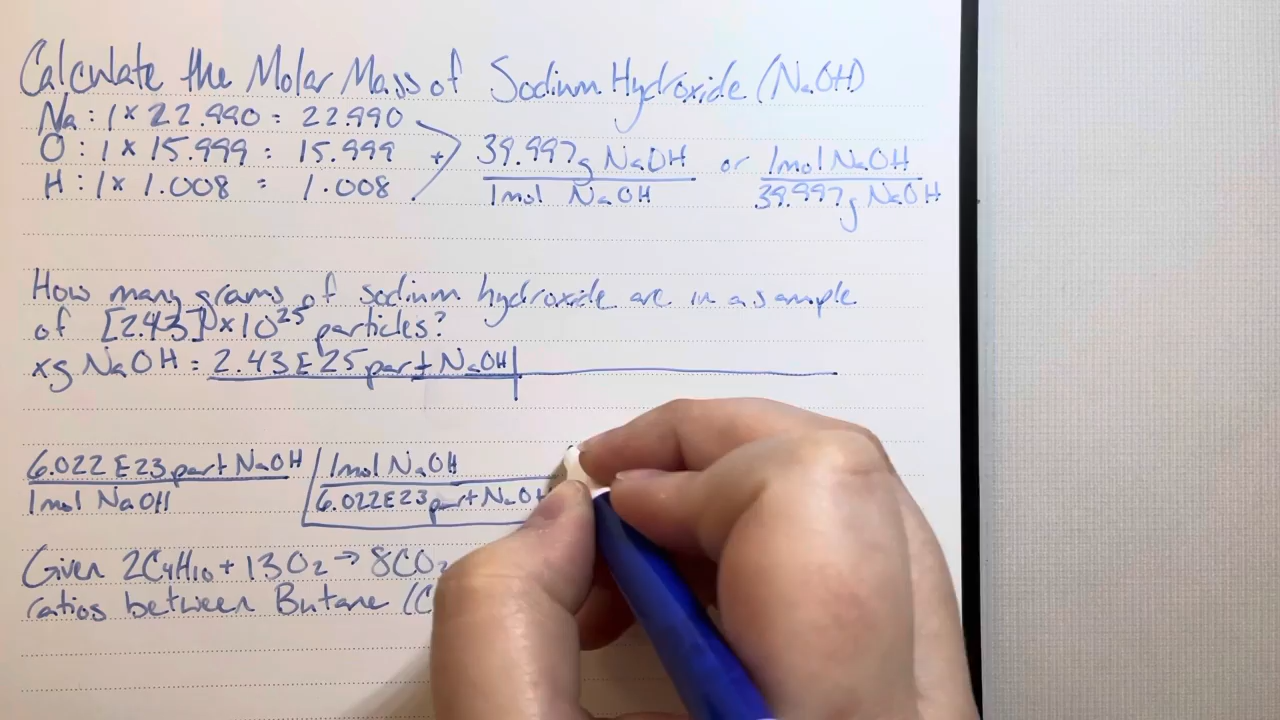 Calculate the Molar Mass of Sodium Hydroxide (NaOH)
Na : 1 × 22.990 = 22.990
O : 1 × 15.999 = 15.999 + 39.997g NaOH or 1mol NaOH
H : 1 × 1.008 = 1.008 1mol NaOH 39.997g NaOH
How many grams of sodium hydroxide are in a sample
of [2.43] × 10²⁵ particles?
xg NaOH = 2.43E25 part NaOH
6.022E23 part NaOH 1mol NaOH
1mol NaOH 6.022E23 part NaOH
Given 2C₄H₁₀ + 13O₂ → 8CO₂
ratios between Butane (C